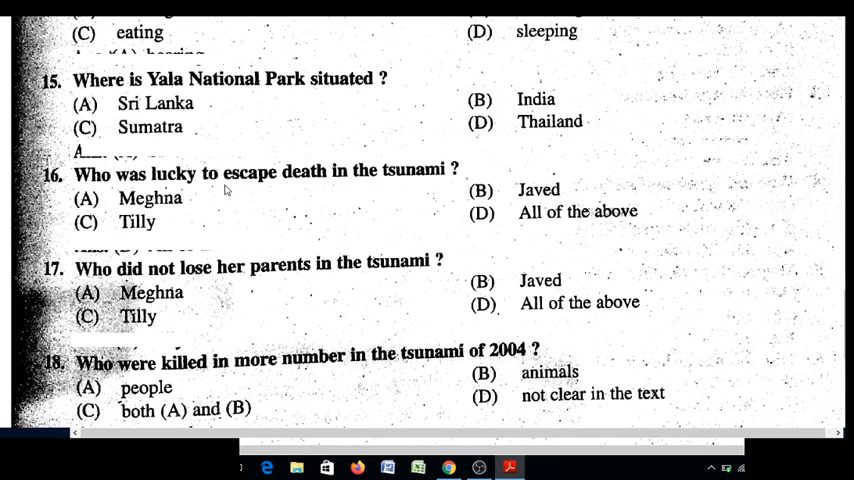 (C) eating (D) sleeping
15. Where is Yala National Park situated ?
(A) Sri Lanka (B) India
(C) Sumatra (D) Thailand
16. Who was lucky to escape death in the tsunami ?
(A) Meghna (B) Javed
(C) Tilly (D) All of the above
17. Who did not lose her parents in the tsunami ?
(A) Meghna (B) Javed
(C) Tilly (D) All of the above
18. Who were killed in more number in the tsunami of 2004 ?
(A) people (B) animals
(C) both (A) and (B) (D) not clear in the text